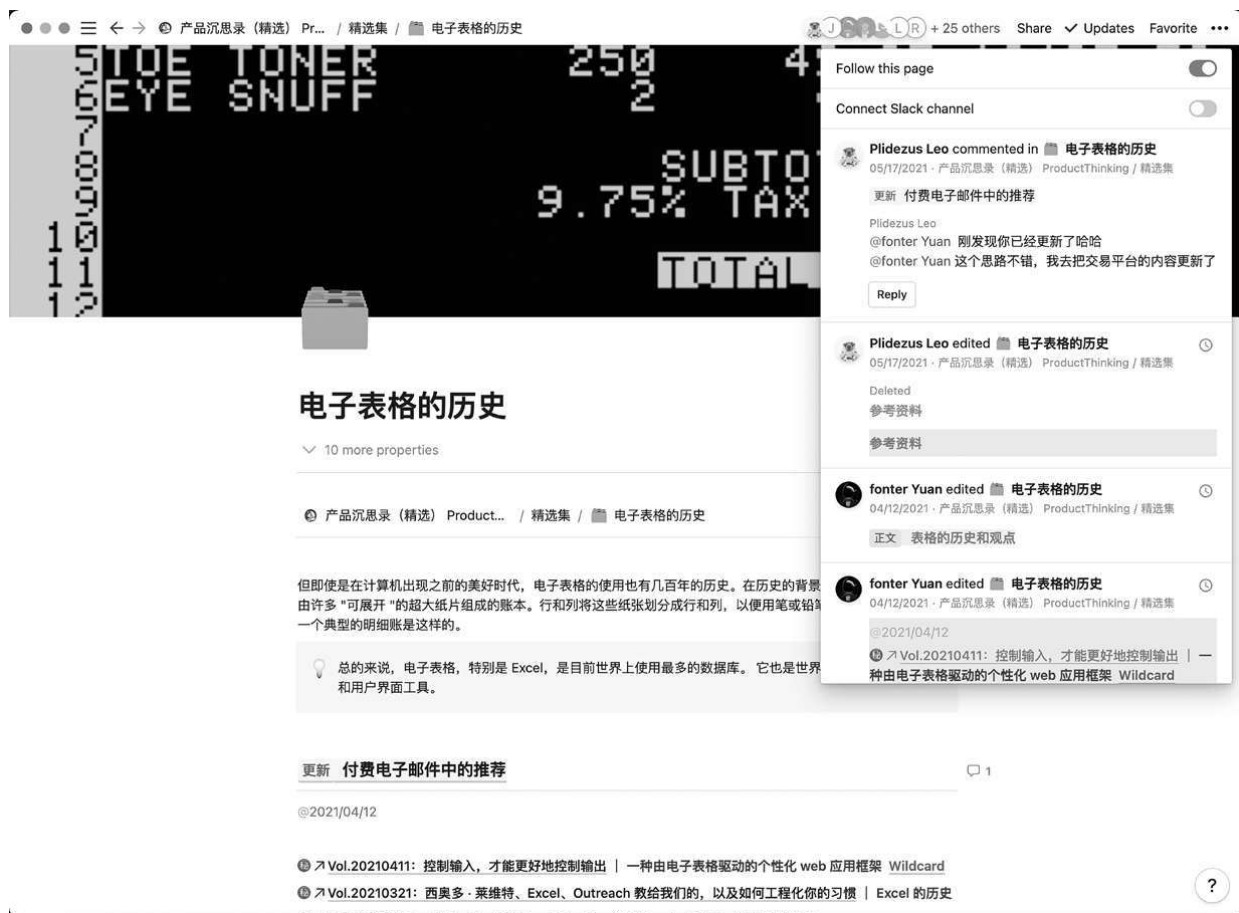 产品沉思录（精选） Pr... / 精选集 / 电子表格的历史
J L R + 25 others Share ✓ Updates Favorite •••
5 TOE TONER 250 4
6 EYE SNUFF 2
7
8 SUBTO
9 9.75% TAX
10
11 TOTAL
12
电子表格的历史
10 more properties
产品沉思录（精选） Product... / 精选集 / 电子表格的历史
但即使是在计算机出现之前的美好时代，电子表格的使用也有几百年的历史。在历史的背景
由许多 "可展开 "的超大纸片组成的账本。行和列将这些纸张划分成行和列，以便用笔或铅笔
一个典型的明细账是这样的。
总的来说，电子表格，特别是 Excel，是目前世界上使用最多的数据库。 它也是世界
和用户界面工具。
更新 付费电子邮件中的推荐
1
@2021/04/12
Vol.20210411：控制输入，才能更好地控制输出 | 一种由电子表格驱动的个性化 web 应用框架 Wildcard
Vol.20210321：西奥多 · 莱维特、Excel、Outreach 教给我们的，以及如何工程化你的习惯 | Excel 的历史
Follow this page
Connect Slack channel
Plidezus Leo commented in 电子表格的历史
05/17/2021 · 产品沉思录（精选） ProductThinking / 精选集
更新 付费电子邮件中的推荐
Plidezus Leo
@fonter Yuan 刚发现你已经更新了哈哈
@fonter Yuan 这个思路不错，我去把交易平台的内容更新了
Reply
Plidezus Leo edited 电子表格的历史
05/17/2021 · 产品沉思录（精选） ProductThinking / 精选集
Deleted
参考资料
参考资料
fonter Yuan edited 电子表格的历史
04/12/2021 · 产品沉思录（精选） ProductThinking / 精选集
正文 表格的历史和观点
fonter Yuan edited 电子表格的历史
04/12/2021 · 产品沉思录（精选） ProductThinking / 精选集
@2021/04/12
Vol.20210411：控制输入，才能更好地控制输出 | 一
种由电子表格驱动的个性化 web 应用框架 Wildcard
?